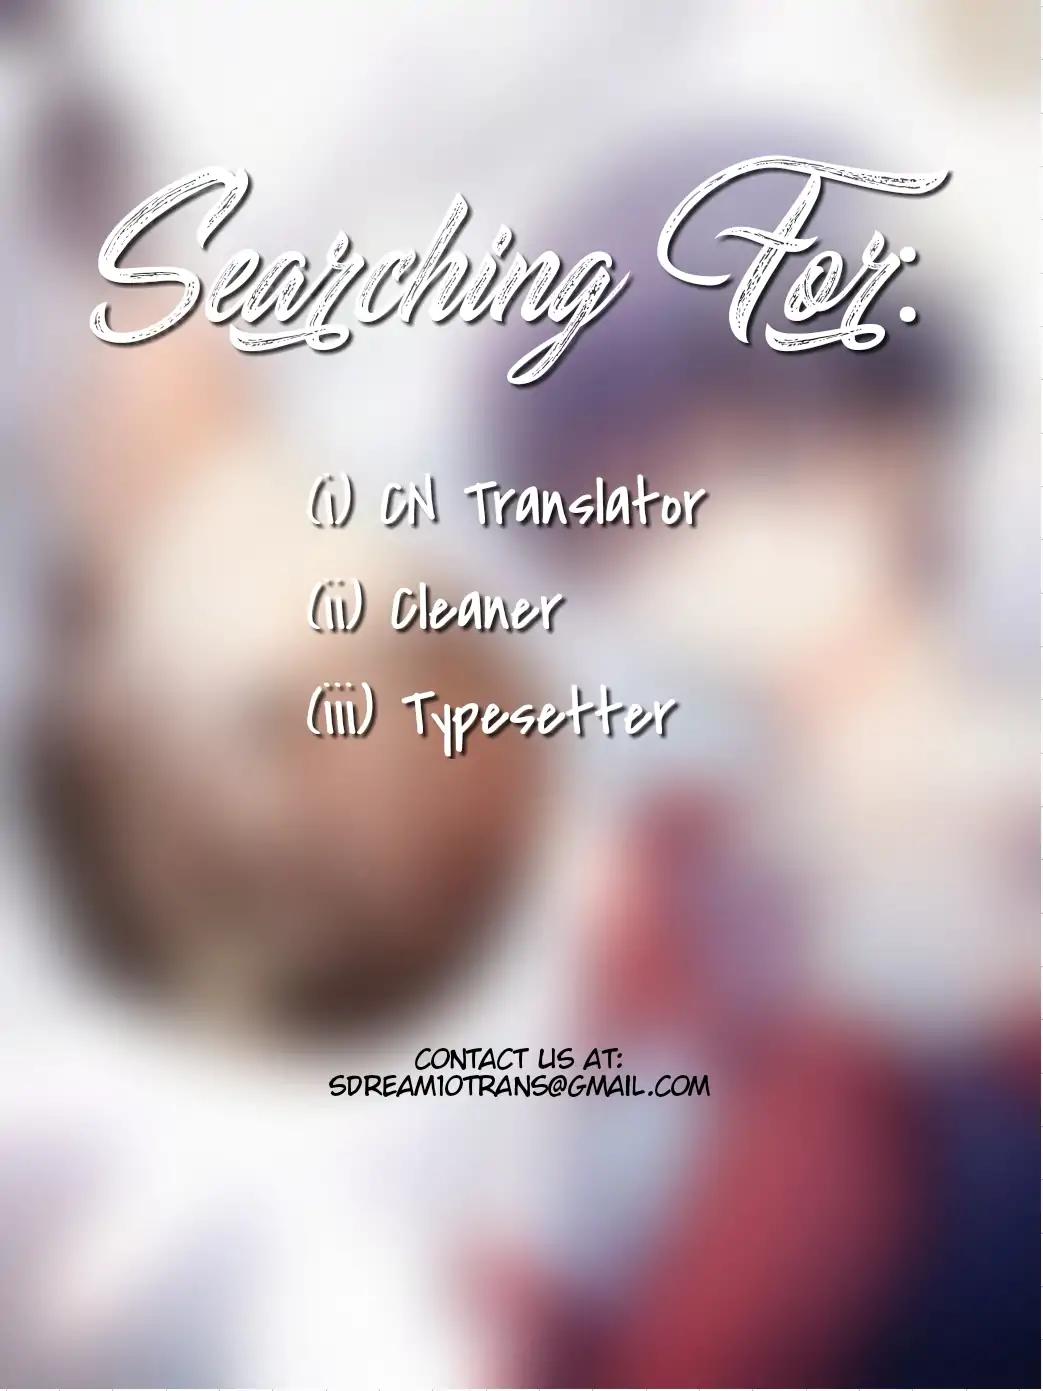 Searching For:
(i) CN Translator
(ii) Cleaner
(iii) Typesetter
CONTACT US AT:
SDREAM10TRANS@GMAIL.COM